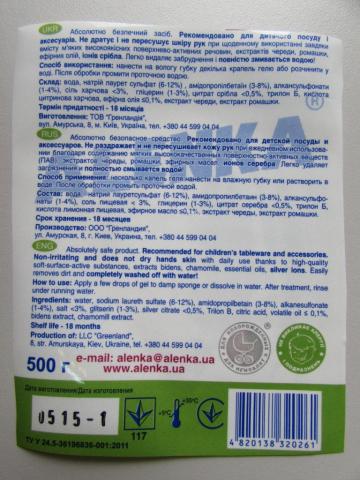 UKR Абсолютно безпечний засіб. Рекомендовано для дитячого посуду і
аксесуарів. Не дратує і не пересушує шкіру рук при щоденному використанні завдяки
вмісту м'яких високоякісних поверхнево-активних речовин, екстрактів череди, ромашки,
ефірних олій, іонів срібла. Легко видаляє забруднення і повністю змивається водою!
Спосіб використання: нанести на вологу губку декілька крапель гелю або розчинити у
воді. Після обробки промити проточною водою.
Склад: вода, натрій лаурет сульфат (6-12%), амідопропилбетаїн (3-8%), алкансульфонат
(1-4%), сіль харчова <3%, гліцерин (1-3%), цитрат срібла <0,5%, трилон Б, кислота
цитринова харчова, ефірні олія ≤0,1%, екстракт череди, екстракт ромашки.
Термін придатності - 18 місяців
Виготовлення: ТОВ "Гренландія",
вул. Амурська, 8, м. Київ, Україна, тел. +380 44 599 04 04
RUS Абсолютно безопасное средство. Рекомендовано для детской посуды и
аксессуаров. Не раздражает и не пересушивает кожу рук при ежедневном использова-
нии благодаря содержанию мягких высококачественных поверхностно-активных веществ
(ПАВ) экстрактов череды, ромашки, эфирных масел, ионов серебра Легко удаляет
загрязнения и полностью смывается водой!
Способ применения: несколько капель геля нанести на влажную губку или растворить в
воде. После обработки промыть проточной водой.
Состав: вода, натрий лауретсульфат (6-12%), амидопропилбетаин (3-8%), алкансульфо-
наты (1-4%), соль пищевая < 3%, глицерин (1-3%), цитрат серебра <0,5%, трилон Б,
кислота лимонная пищевая, эфирное масло ≤0,1%, экстракт череды, экстракт ромашки.
Срок хранения - 18 месяцев
Производство: ООО "Гренландия",
ул. Амурская, 8, г. Киев, Украина, тел. +380 44 599 04 04
ENG Absolutely safe product. Recommended for children's tableware and accessories.
Non-irritating and does not dry hands skin with daily use thanks to high-quality
soft-surface-active substances, extracts bidens, chamomile, essential oils, silver ions. Easily
removes dirt and completely washed off with water!
How to use: Apply a few drops of gel to damp sponge or dissolve in water. After treatment, rinse
under running water.
Ingredients: water, sodium laureth sulfate (6-12%), amidopropilbetain (3-8%), alkanesulfonate
(1-4%), salt <3%, glitserin (1-3%), silver citrate <0,5%, Trilon B, citric acid, volatile oil ≤ 0,1%,
bidens extract, chamomill extract.
Shelf life - 18 months
Production: LLC "Greenland",
8, str. Amurskaya, Kiev, Ukraine, tel. +380 44 599 04 04
500 г
e-mail: alenka@alenka.ua
www.alenka.ua
Дата виготовлення/Дата изготовления
0515-1
117
+5°C
ТУ У 24.5-36196836-001:2011
4 820138 320261